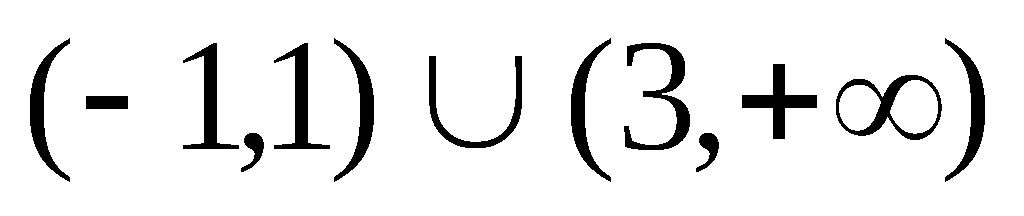 (- 1,1) ∪ (3,+∞)